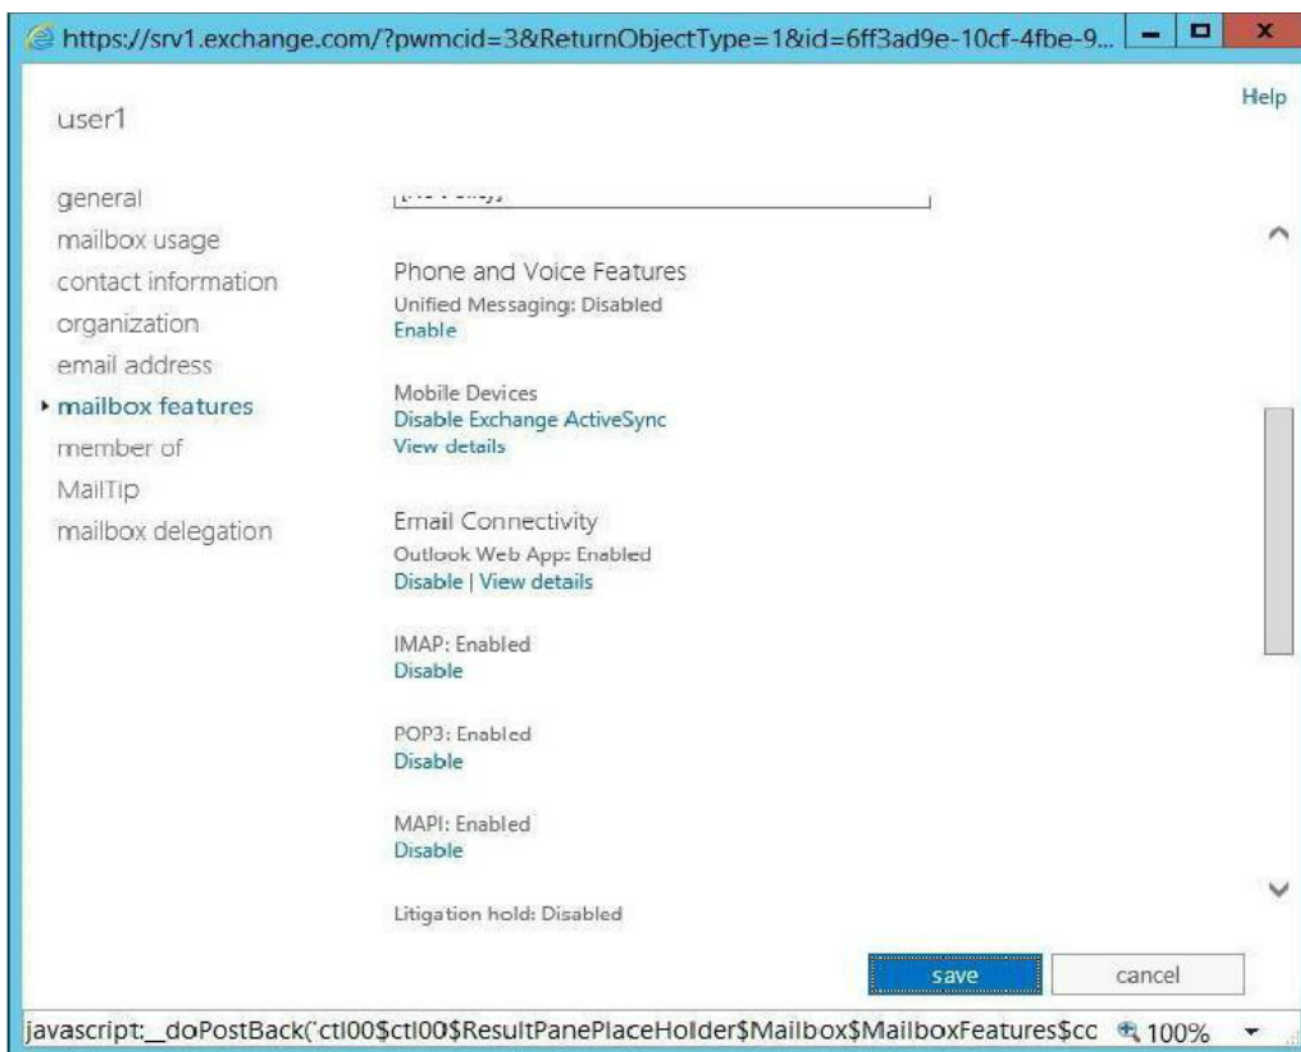 https://srv1.exchange.com/?pwmcid=3&ReturnObjectType=1&id=6ff3ad9e-10cf-4fbe-9...
Help
user1
general
mailbox usage
contact information
organization
email address
mailbox features
member of
MailTip
mailbox delegation
Phone and Voice Features
Unified Messaging: Disabled
Enable
Mobile Devices
Disable Exchange ActiveSync
View details
Email Connectivity
Outlook Web App: Enabled
Disable | View details
IMAP: Enabled
Disable
POP3: Enabled
Disable
MAPI: Enabled
Disable
Litigation hold: Disabled
save
cancel
javascript:__doPostBack('ctl00$ctl00$ResultPanePlaceHolder$Mailbox$MailboxFeatures$cc
100%